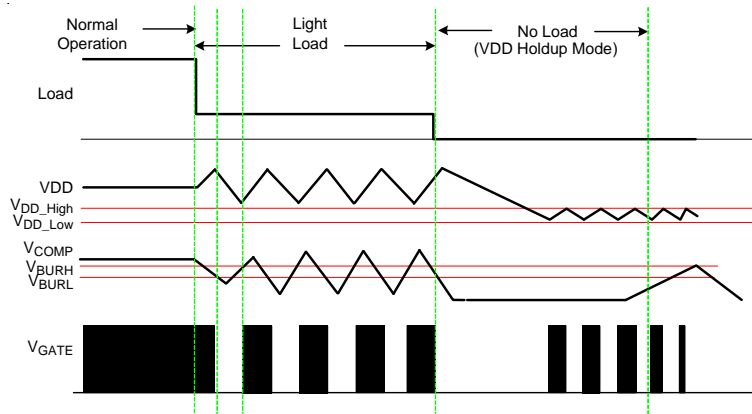 Normal
Operation
Light
Load
No Load
(VDD Holdup Mode)
Load
VDD
VDD_High
VDD_Low
VCOMP
VBURH
VBURL
VGATE